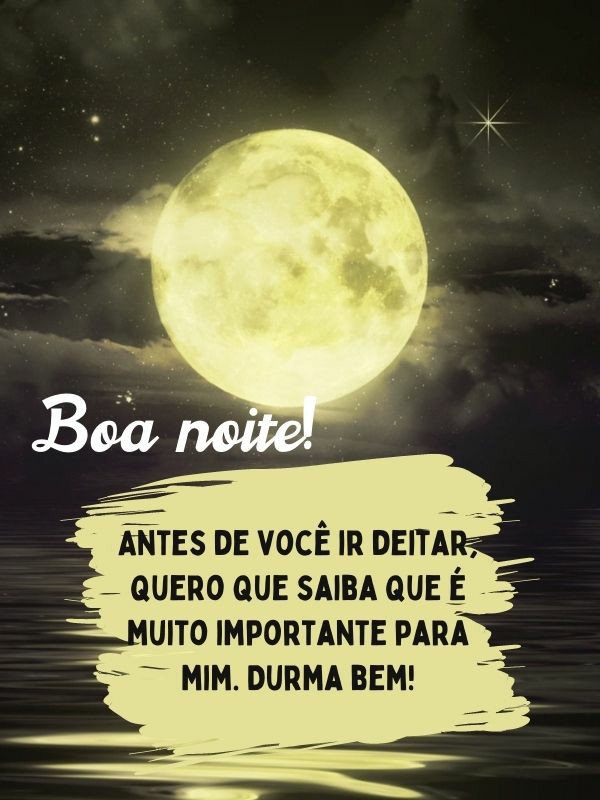 Boa noite!
ANTES DE VOCÊ IR DEITAR,
QUERO QUE SAIBA QUE É
MUITO IMPORTANTE PARA
MIM. DURMA BEM!